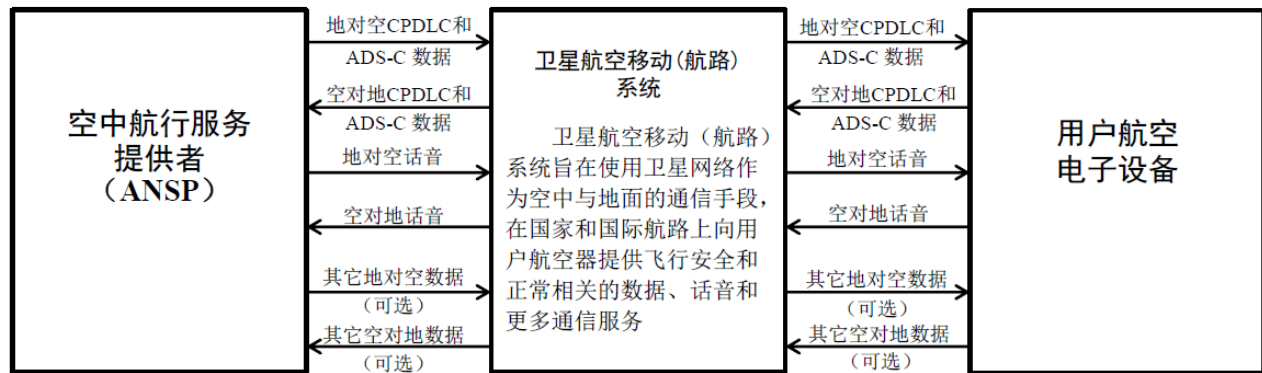 空中航行服务
提供者
（ANSP）
地对空CPDLC和
ADS-C 数据
空对地CPDLC和
ADS-C 数据
地对空话音
空对地话音
其它地对空数据
（可选）
其它空对地数据
（可选）
卫星航空移动(航路)
系统
卫星航空移动（航路）
系统旨在使用卫星网络作
为空中与地面的通信手段，
在国家和国际航路上向用
户航空器提供飞行安全和
正常相关的数据、话音和
更多通信服务
地对空CPDLC和
ADS-C 数据
空对地CPDLC和
ADS-C 数据
地对空话音
空对地话音
其它地对空数据
（可选）
其它空对地数据
（可选）
用户航空
电子设备